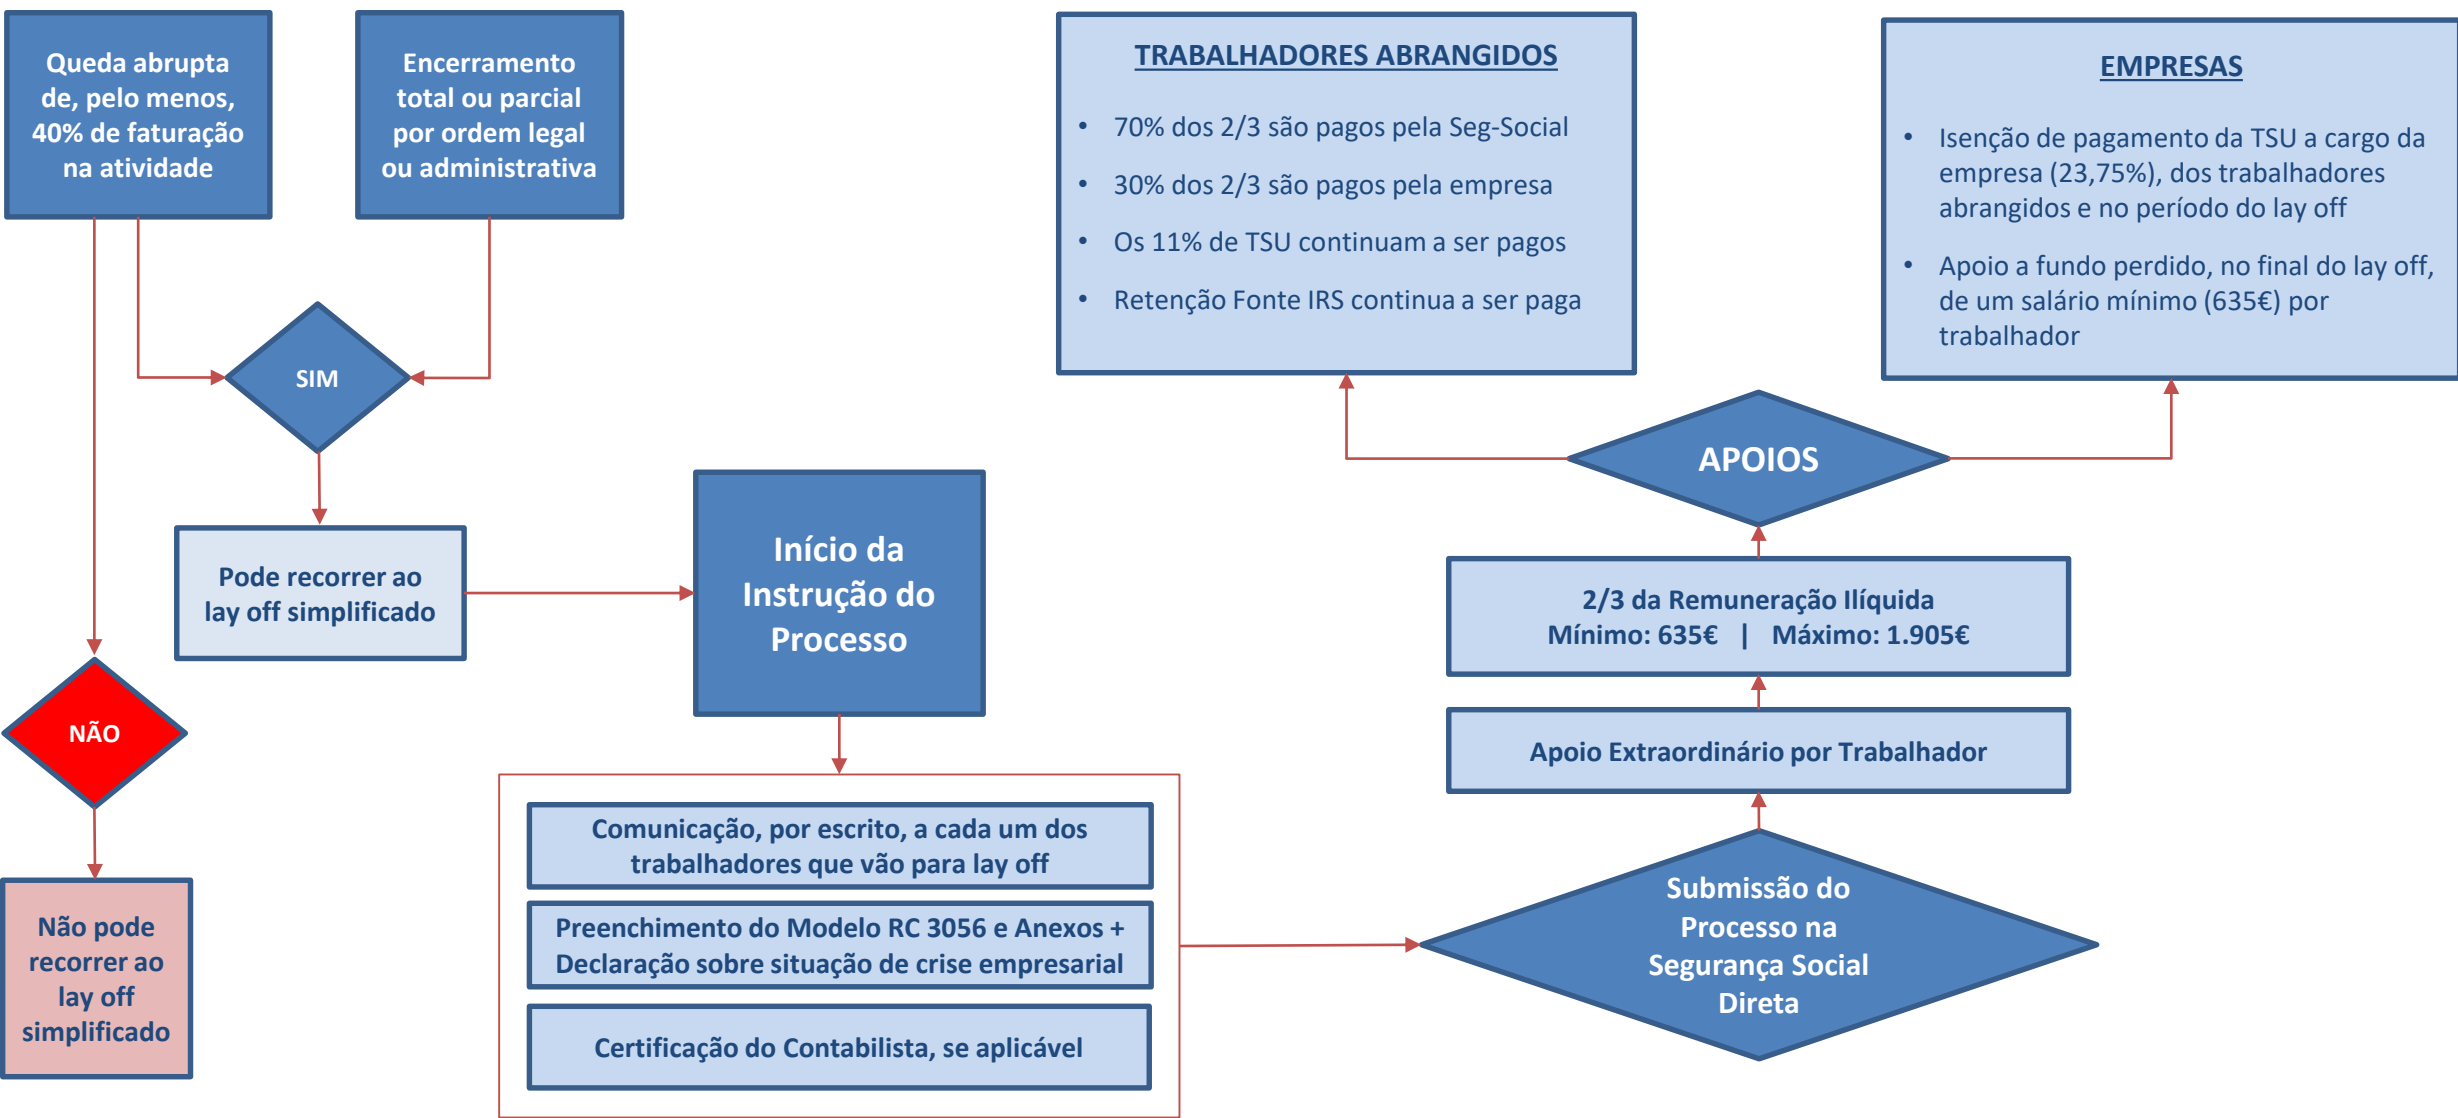 Queda abrupta
de, pelo menos,
40% de faturação
na atividade
Encerramento
total ou parcial
por ordem legal
ou administrativa
SIM
NÃO
Pode recorrer ao
lay off simplificado
Não pode
recorrer ao
lay off
simplificado
Início da
Instrução do
Processo
Comunicação, por escrito, a cada um dos
trabalhadores que vão para lay off
Preenchimento do Modelo RC 3056 e Anexos +
Declaração sobre situação de crise empresarial
Certificação do Contabilista, se aplicável
Submissão do
Processo na
Segurança Social
Direta
Apoio Extraordinário por Trabalhador
2/3 da Remuneração Ilíquida
Mínimo: 635€ | Máximo: 1.905€
APOIOS
TRABALHADORES ABRANGIDOS
• 70% dos 2/3 são pagos pela Seg-Social
• 30% dos 2/3 são pagos pela empresa
• Os 11% de TSU continuam a ser pagos
• Retenção Fonte IRS continua a ser paga
EMPRESAS
• Isenção de pagamento da TSU a cargo da
empresa (23,75%), dos trabalhadores
abrangidos e no período do lay off
• Apoio a fundo perdido, no final do lay off,
de um salário mínimo (635€) por
trabalhador